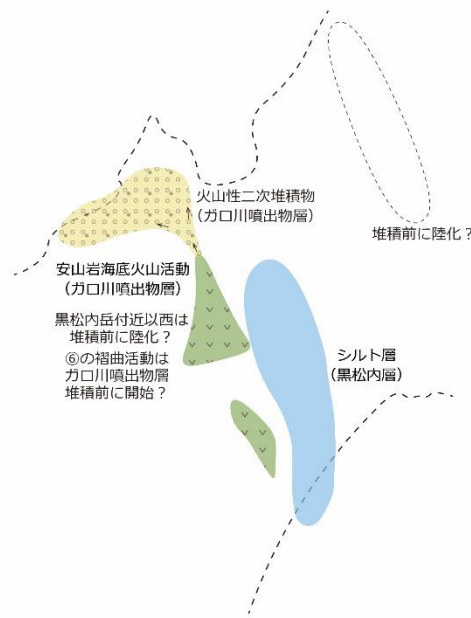 火山性二次堆積物
（ガロ川噴出物層）
堆積前に陸化？
安山岩海底火山活動
（ガロ川噴出物層）
黒松内岳付近以西は
堆積前に陸化？
⑥の褶曲活動は
ガロ川噴出物層
堆積前に開始？
シルト層
（黒松内層）